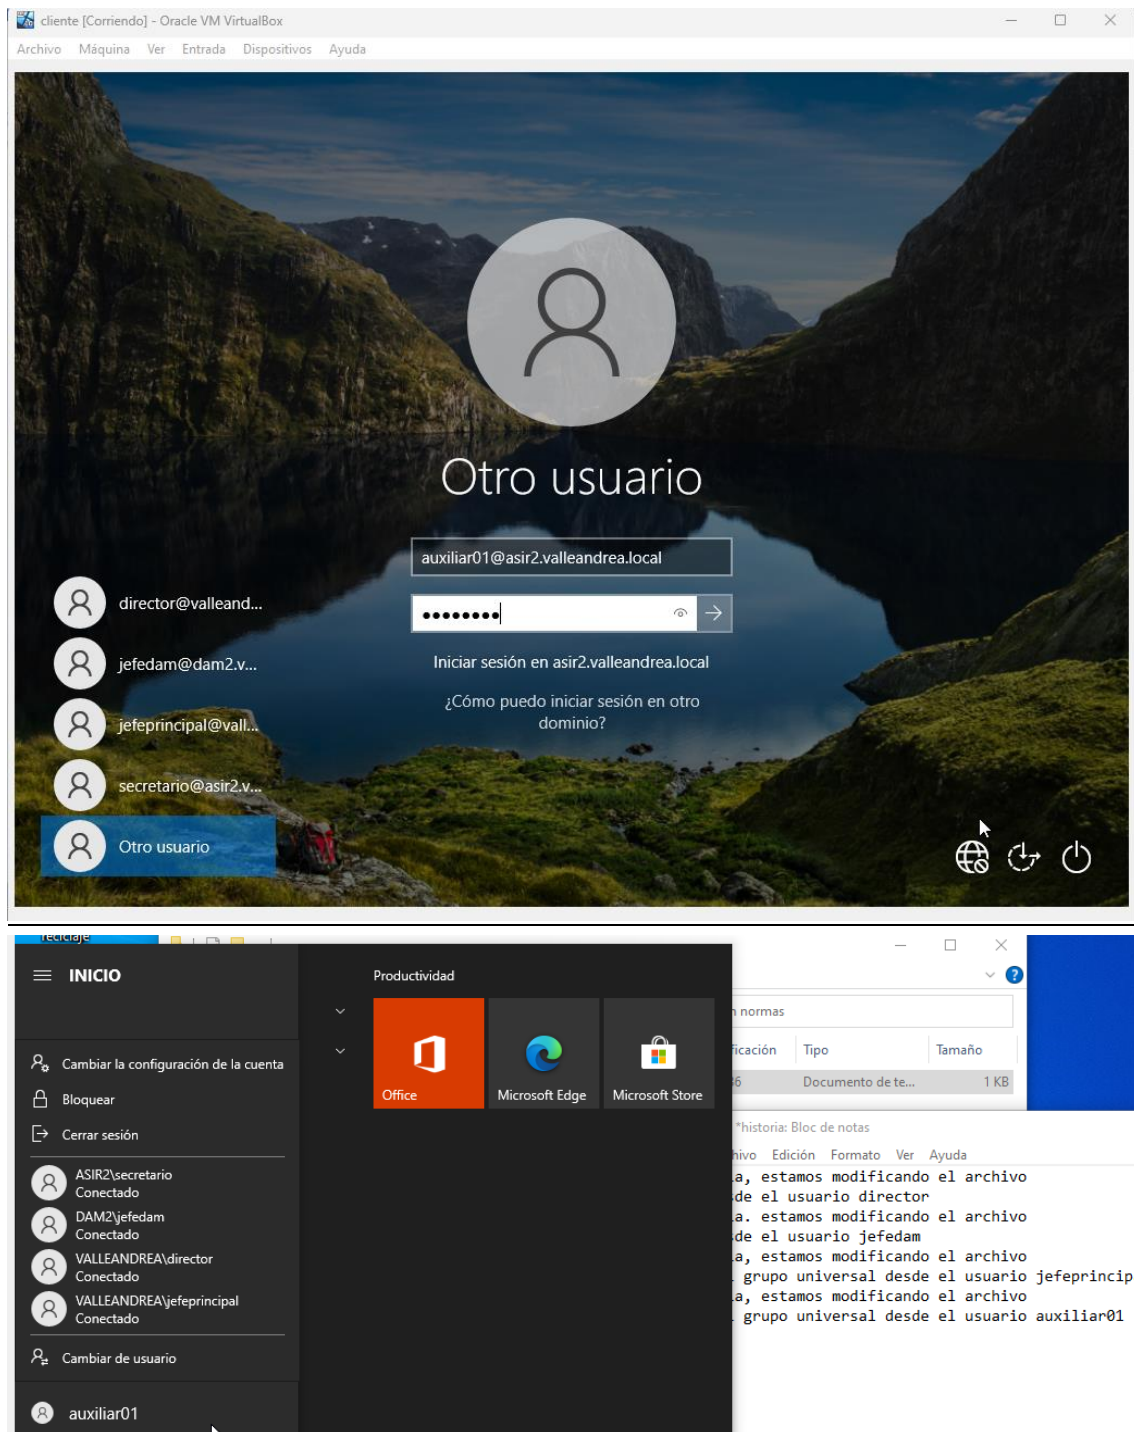 cliente [Corriendo] - Oracle VM VirtualBox
Archivo Máquina Ver Entrada Dispositivos Ayuda
Otro usuario
auxiliar01@asir2.valleandrea.local
Iniciar sesión en asir2.valleandrea.local
¿Cómo puedo iniciar sesión en otro
dominio?
director@valleand...
jefedam@dam2.v...
jefeprincipal@vall...
secretario@asir2.v...
Otro usuario
reciclaje
INICIO
Cambiar la configuración de la cuenta
Bloquear
Cerrar sesión
ASIR2\secretario
Conectado
DAM2\jefedam
Conectado
VALLEANDREA\director
Conectado
VALLEANDREA\jefeprincipal
Conectado
Cambiar de usuario
auxiliar01
Productividad
Office
Microsoft Edge
Microsoft Store
normas
ficación Tipo Tamaño
36 Documento de te... 1 KB
*historia: Bloc de notas
hivo Edición Formato Ver Ayuda
a, estamos modificando el archivo
de el usuario director
a. estamos modificando el archivo
de el usuario jefedam
a, estamos modificando el archivo
grupo universal desde el usuario jefeprincip
a, estamos modificando el archivo
grupo universal desde el usuario auxiliar01